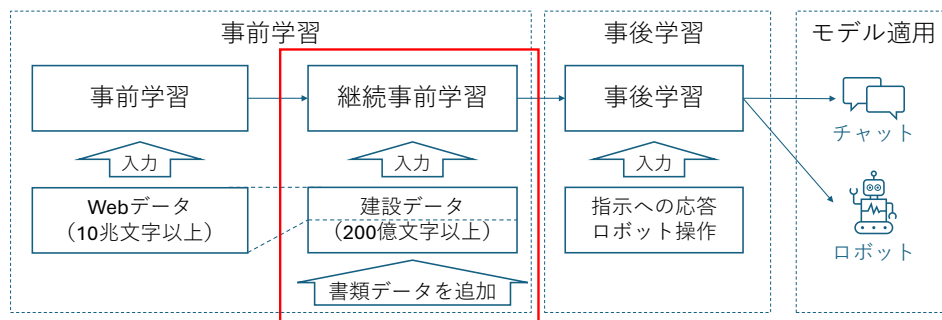 事前学習
事後学習
モデル適用
事前学習
継続事前学習
事後学習
チャット
入力
入力
入力
Webデータ
（10兆文字以上）
建設データ
（200億文字以上）
指示への応答
ロボット操作
ロボット
書類データを追加